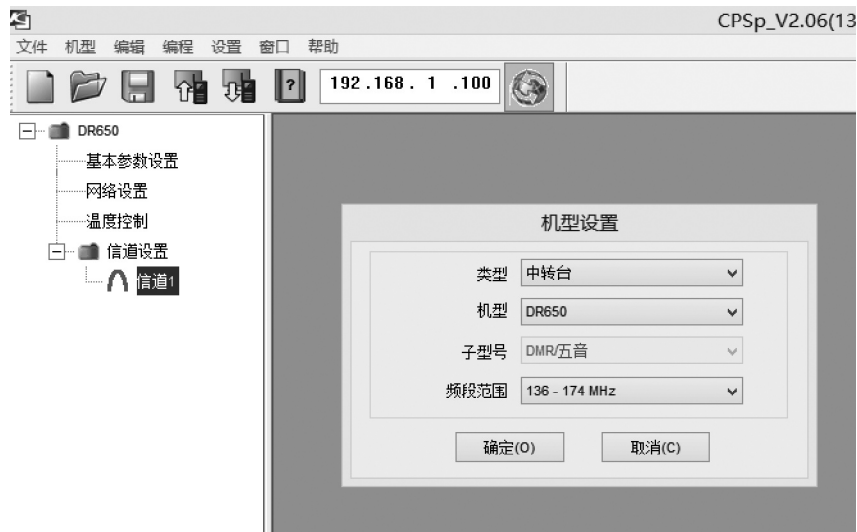 CPSp_V2.06(13
文件 机型 编辑 编程 设置 窗口 帮助
? 192.168. 1 .100
DR650
基本参数设置
网络设置
温度控制
信道设置
信道1
机型设置
类型 中转台
机型 DR650
子型号 DMR/五音
频段范围 136 - 174 MHz
确定(O) 取消(C)